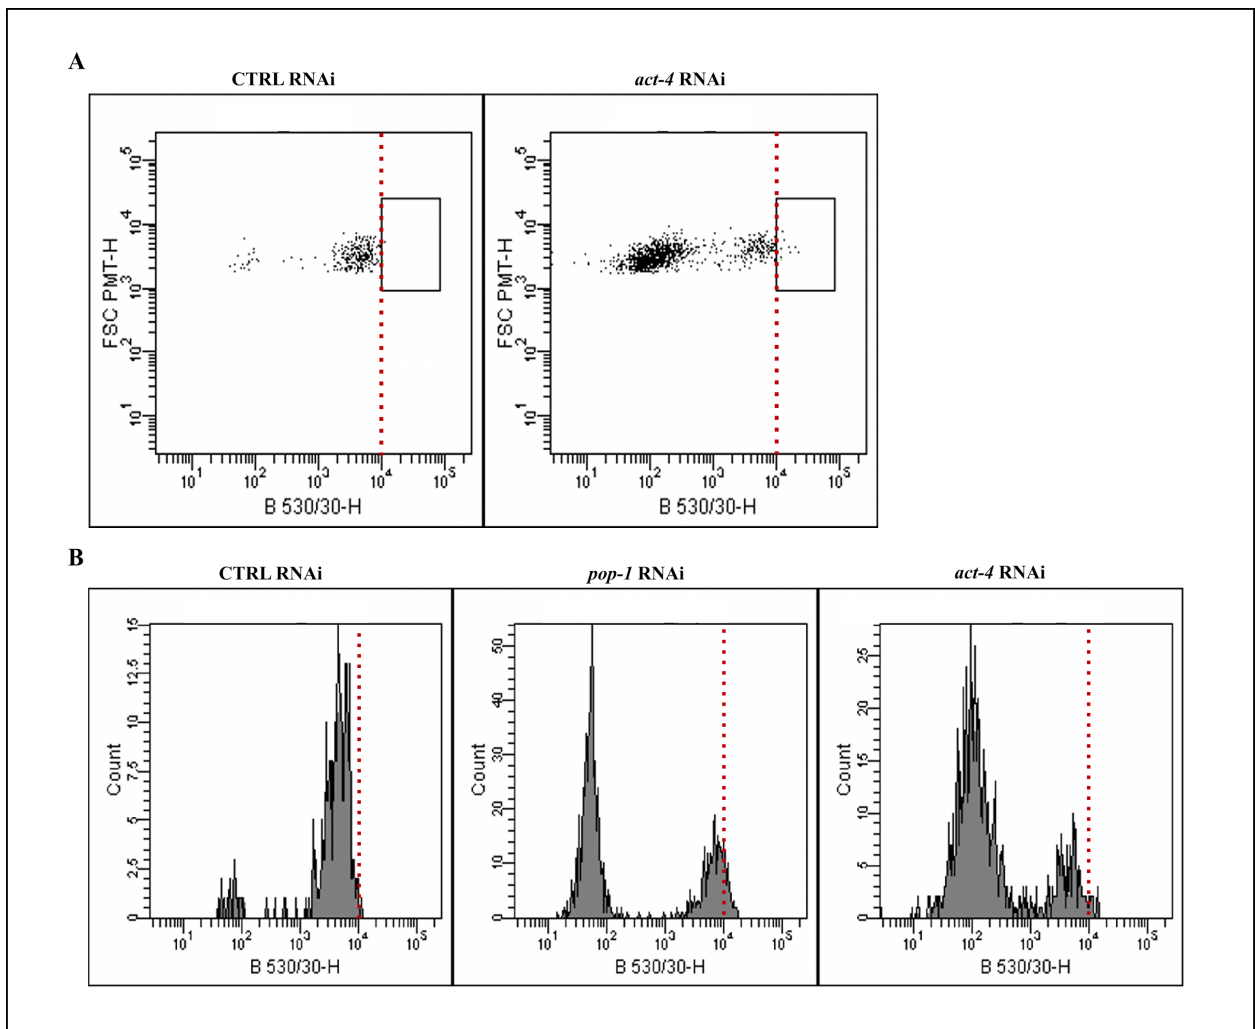 A
CTRL RNAi
act-4 RNAi
FSC PMT-H
10^5
10^4
10^3
10^2
10^1
10^1 10^2 10^3 10^4 10^5
B 530/30-H
FSC PMT-H
10^5
10^4
10^3
10^2
10^1
10^1 10^2 10^3 10^4 10^5
B 530/30-H
B
CTRL RNAi
pop-1 RNAi
act-4 RNAi
Count
15
12.5
10
7.5
5
2.5
0
10^1 10^2 10^3 10^4 10^5
B 530/30-H
Count
50
40
30
20
10
0
10^1 10^2 10^3 10^4 10^5
B 530/30-H
Count
25
20
15
10
5
0
10^1 10^2 10^3 10^4 10^5
B 530/30-H